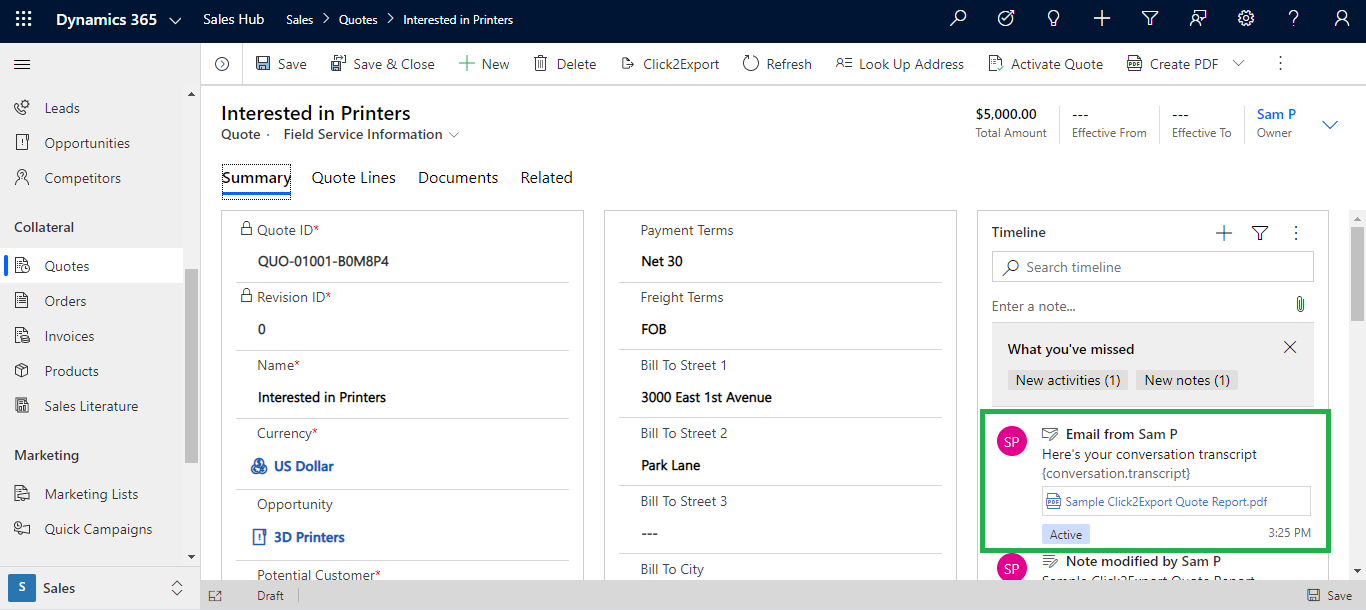 Dynamics 365 Sales Hub Sales > Quotes > Interested in Printers
Save Save & Close New Delete Click2Export Refresh Look Up Address Activate Quote PDF Create PDF
Leads
Opportunities
Competitors
Collateral
Quotes
Orders
Invoices
Products
Sales Literature
Marketing
Marketing Lists
Quick Campaigns
S Sales
Interested in Printers
Quote · Field Service Information
$5,000.00
Total Amount
---
Effective From
---
Effective To
Sam P
Owner
Summary Quote Lines Documents Related
Quote ID*
QUO-01001-B0M8P4
Revision ID*
0
Name*
Interested in Printers
Currency*
US Dollar
Opportunity
3D Printers
Potential Customer*
Payment Terms
Net 30
Freight Terms
FOB
Bill To Street 1
3000 East 1st Avenue
Bill To Street 2
Park Lane
Bill To Street 3
---
Bill To City
Timeline
Search timeline
Enter a note...
What you've missed
New activities (1) New notes (1)
SP Email from Sam P
Here's your conversation transcript
{conversation.transcript}
PDF Sample Click2Export Quote Report.pdf
Active 3:25 PM
SP Note modified by Sam P
Sample Click2Export Quote Report
Draft Save